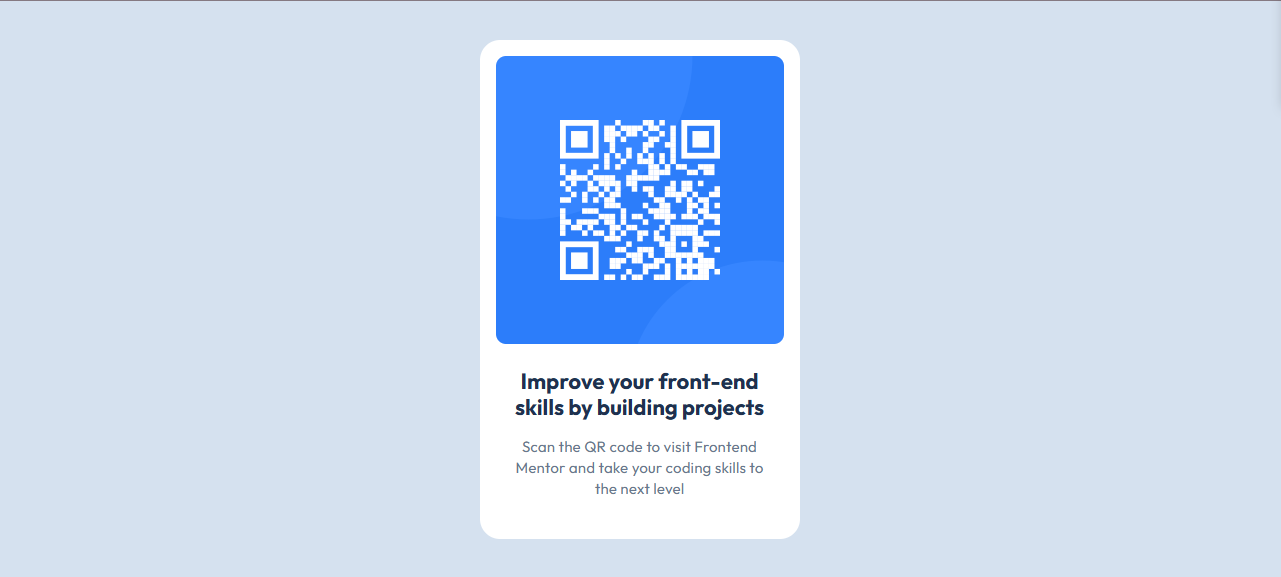 Improve your front-end
skills by building projects
Scan the QR code to visit Frontend
Mentor and take your coding skills to
the next level